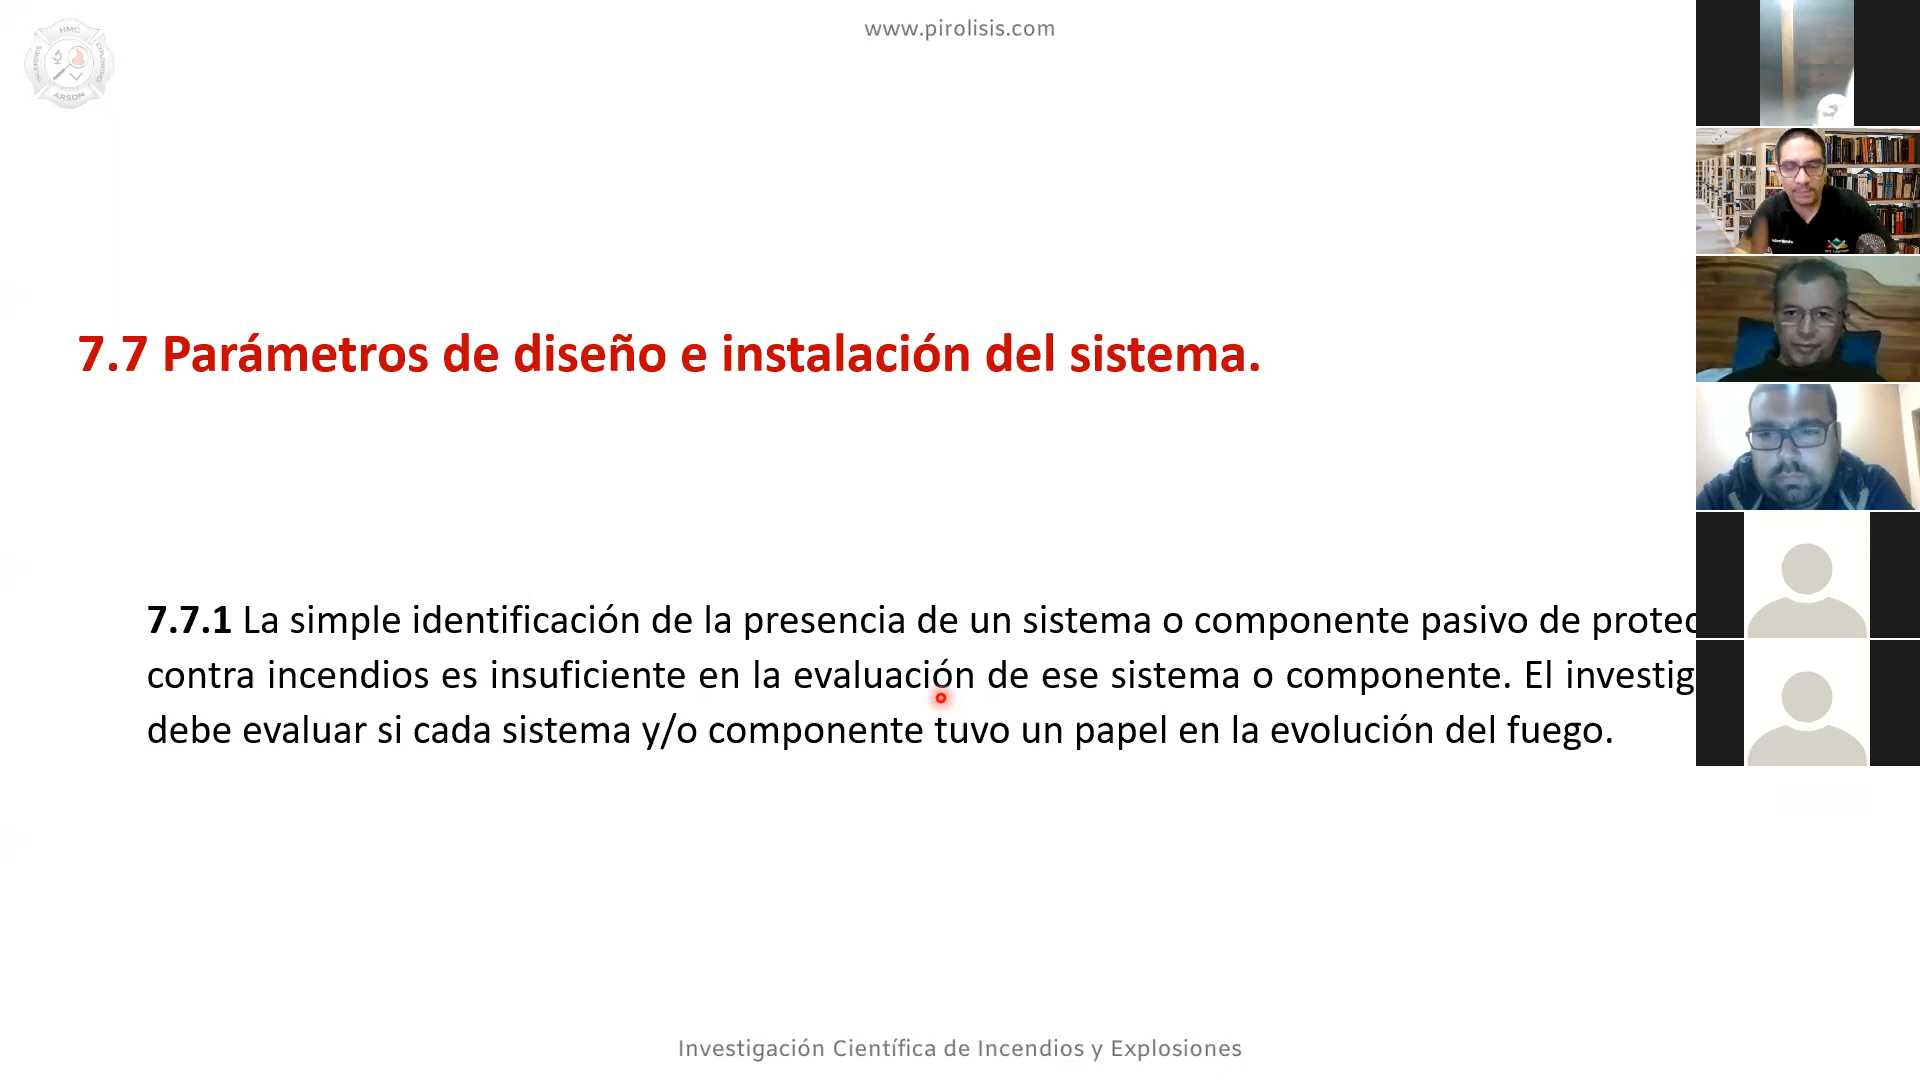 www.pirolisis.com
HMC
ARSON
7.7 Parámetros de diseño e instalación del sistema.
7.7.1 La simple identificación de la presencia de un sistema o componente pasivo de protec
contra incendios es insuficiente en la evaluación de ese sistema o componente. El investig
debe evaluar si cada sistema y/o componente tuvo un papel en la evolución del fuego.
Investigación Científica de Incendios y Explosiones